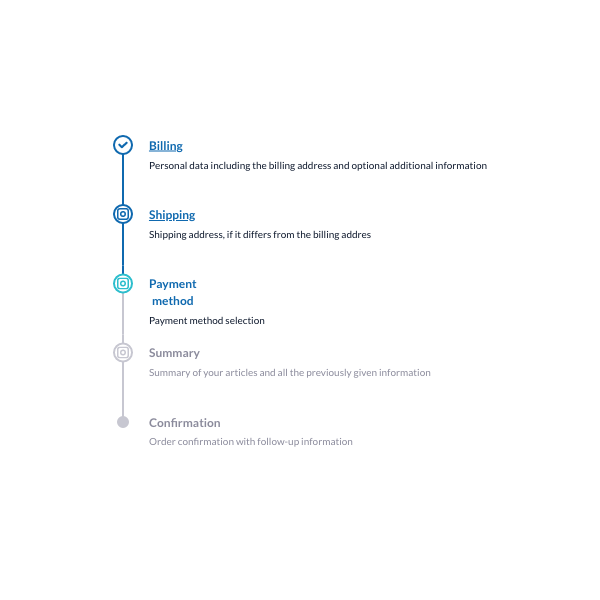 Billing
Personal data including the billing address and optional additional information
Shipping
Shipping address, if it differs from the billing addres
Payment
method
Payment method selection
Summary
Summary of your articles and all the previously given information
Confirmation
Order confirmation with follow-up information